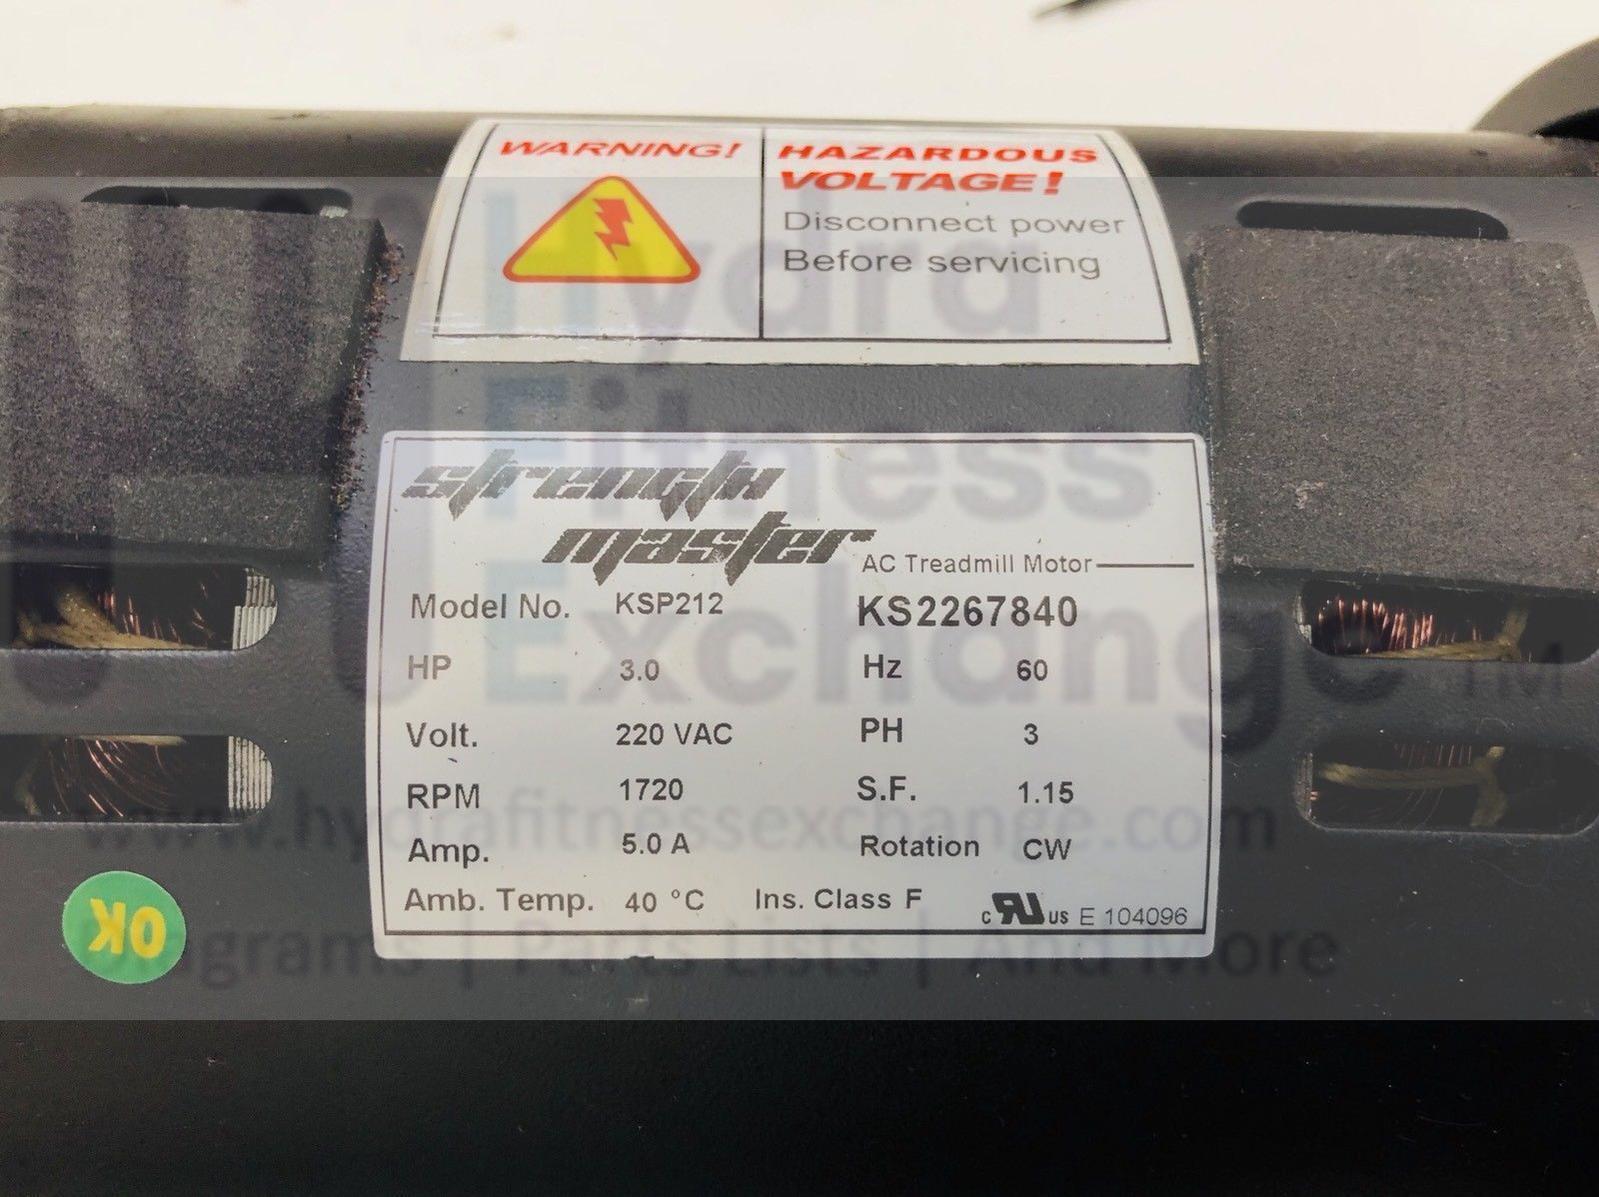 WARNING!
HAZARDOUS
VOLTAGE!
Disconnect power
Before servicing
Hydra
Fitness
Exchange™
strength
master
AC Treadmill Motor
Model No. KSP212 KS2267840
HP 3.0 Hz 60
Volt. 220 VAC PH 3
RPM 1720 S.F. 1.15
Amp. 5.0 A Rotation CW
Amb. Temp. 40 °C Ins. Class F c RU US E 104096
www.hydrafitnessexchange.com
OK
Diagrams | Parts Lists | And More